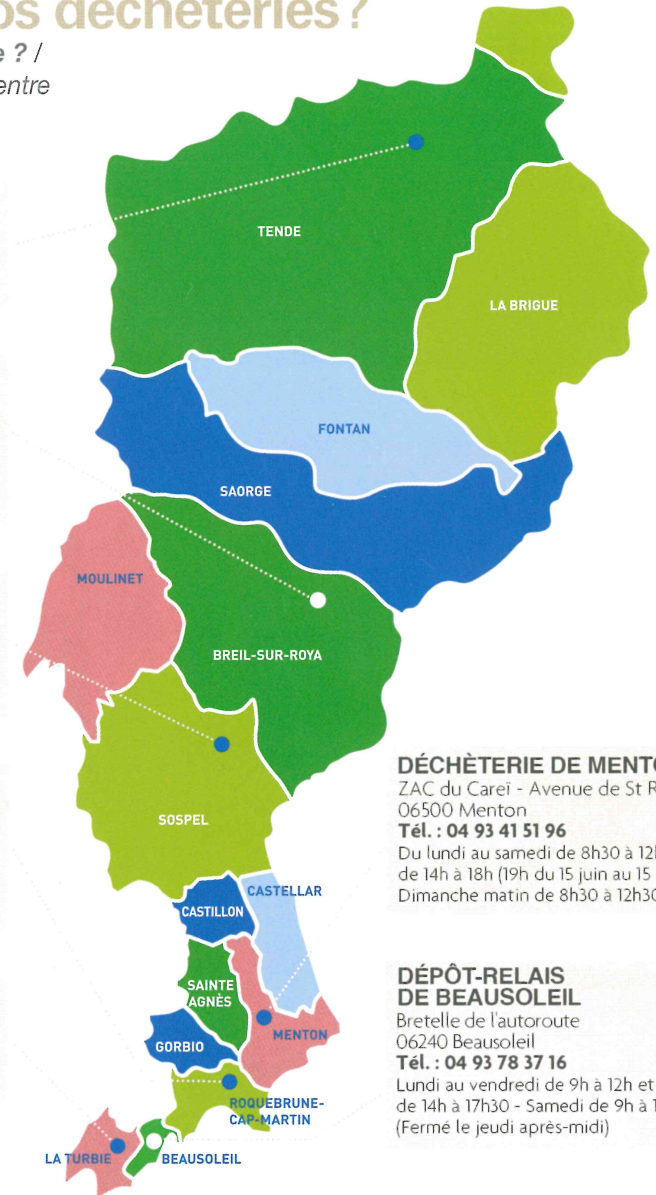 déchèteries ?
? /
entre
TENDE
LA BRIGUE
FONTAN
SAORGE
MOULINET
BREIL-SUR-ROYA
SOSPEL
CASTELLAR
CASTILLON
SAINTE
AGNÈS
MENTON
GORBIO
ROQUEBRUNE-
CAP-MARTIN
LA TURBIE
BEAUSOLEIL
DÉCHÈTERIE DE
ZAC du Careï - Avenue de St
06500 Menton
Tél. : 04 93 41 51 96
Du lundi au samedi de 8h30 à
de 14h à 18h (19h du 15 juin au 15
Dimanche matin de 8h30 à 12h30
DÉPÔT-RELAIS
DE BEAUSOLEIL
Bretelle de l'autoroute
06240 Beausoleil
Tél. : 04 93 78 37 16
Lundi au vendredi de 9h à 12h et
de 14h à 17h30 - Samedi de 9h à
(Fermé le jeudi après-midi)